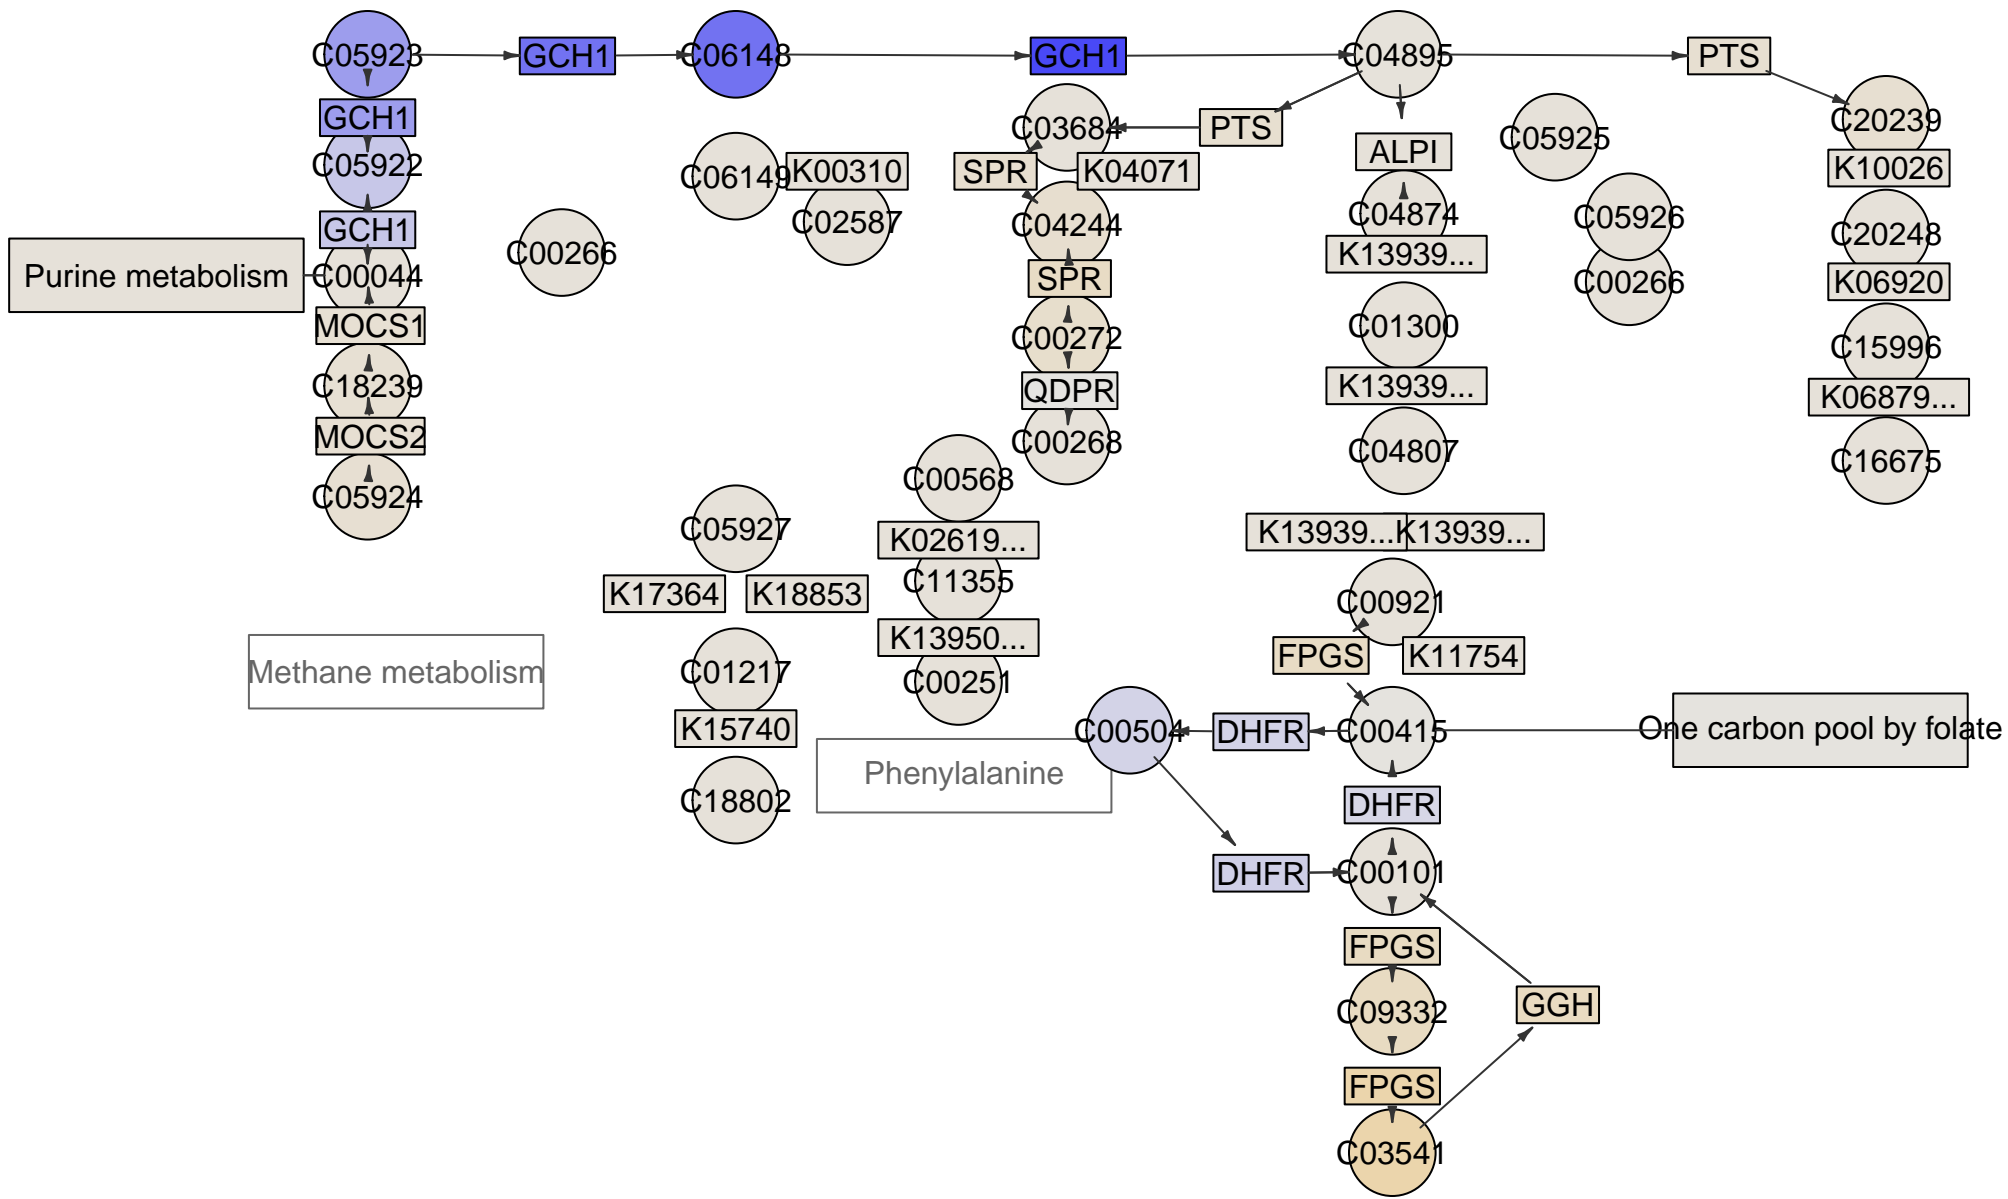 C05923
GCH1
C06148
GCH1
C04895
PTS
GCH1
C03684
PTS
C20239
C05925
ALPI
C05922
C06149
K00310
SPR
K04071
K10026
GCH1
C02587
C04244
C04874
C05926
C20248
C00266
K13939...
Purine metabolism
C00044
SPR
C00266
K06920
MOCS1
C00272
C01300
C15996
C18239
QDPR
K13939...
K06879...
MOCS2
C00268
C04807
C16675
C05924
C00568
C05927
K02619...
K13939...
K13939...
K17364
K18853
C11355
C00921
K13950...
FPGS
K11754
Methane metabolism
C01217
C00251
K15740
C00504
DHFR
C00415
One carbon pool by folate
Phenylalanine
C18802
DHFR
DHFR
C00101
FPGS
C09332
GGH
FPGS
C03541